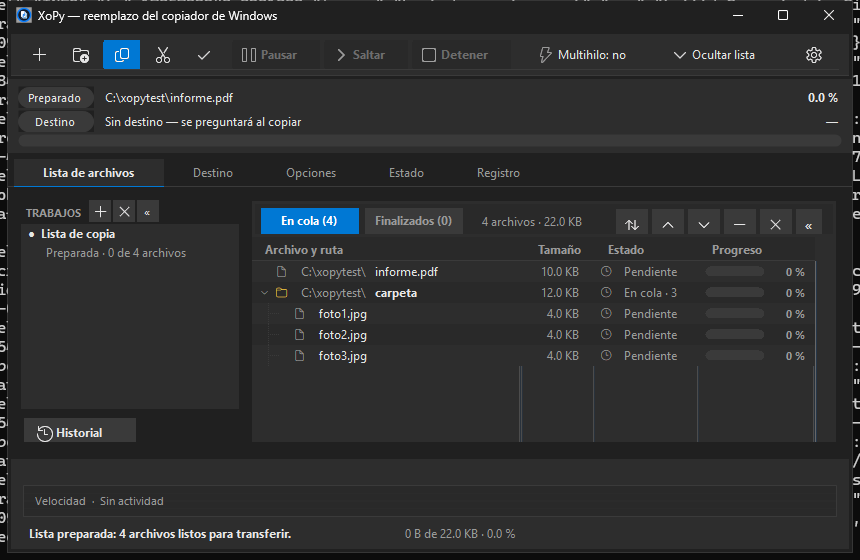 XoPy — reemplazo del copiador de Windows
Pausar Saltar Detener Multihilo: no Ocultar lista
Preparado C:\xopytest\informe.pdf 0.0 %
Destino Sin destino — se preguntará al copiar —
Lista de archivos Destino Opciones Estado Registro
TRABAJOS
Lista de copia
Preparada · 0 de 4 archivos
Historial
En cola (4) Finalizados (0) 4 archivos · 22.0 KB
Archivo y ruta Tamaño Estado Progreso
C:\xopytest\ informe.pdf 10.0 KB Pendiente 0 %
C:\xopytest\ carpeta 12.0 KB En cola · 3 0 %
foto1.jpg 4.0 KB Pendiente 0 %
foto2.jpg 4.0 KB Pendiente 0 %
foto3.jpg 4.0 KB Pendiente 0 %
Velocidad · Sin actividad
Lista preparada: 4 archivos listos para transferir. 0 B de 22.0 KB · 0.0 %